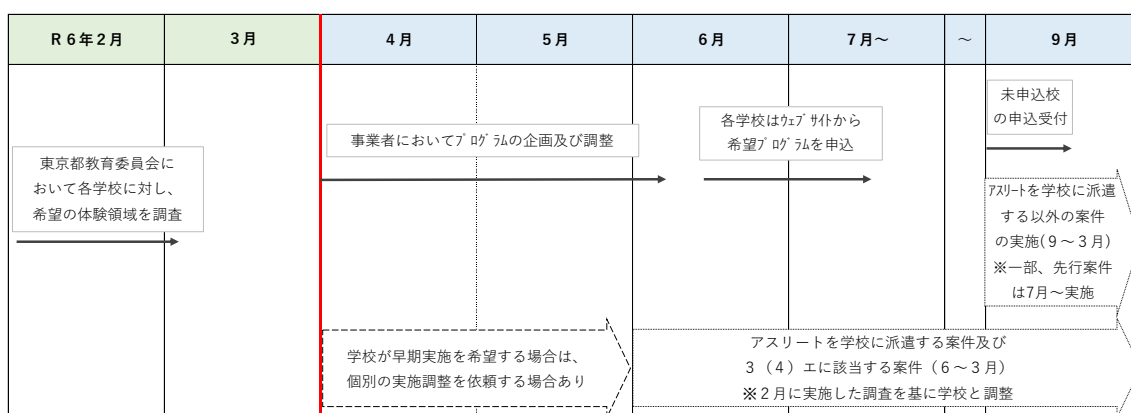 R6年2月
3月
4月
5月
6月
7月～
～
9月
東京都教育委員会に
おいて各学校に対し、
希望の体験領域を調査
事業者においてﾌﾟﾛｸﾞﾗﾑの企画及び調整
各学校はｳｪﾌﾞｻｲﾄから
希望ﾌﾟﾛｸﾞﾗﾑを申込
未申込校
の申込受付
ｱｽﾘｰﾄを学校に派遣
する以外の案件
の実施(9～3月)
※一部、先行案件
は7月～実施
学校が早期実施を希望する場合は、
個別の実施調整を依頼する場合あり
アスリートを学校に派遣する案件及び
3（4）エに該当する案件（6～3月）
※2月に実施した調査を基に学校と調整